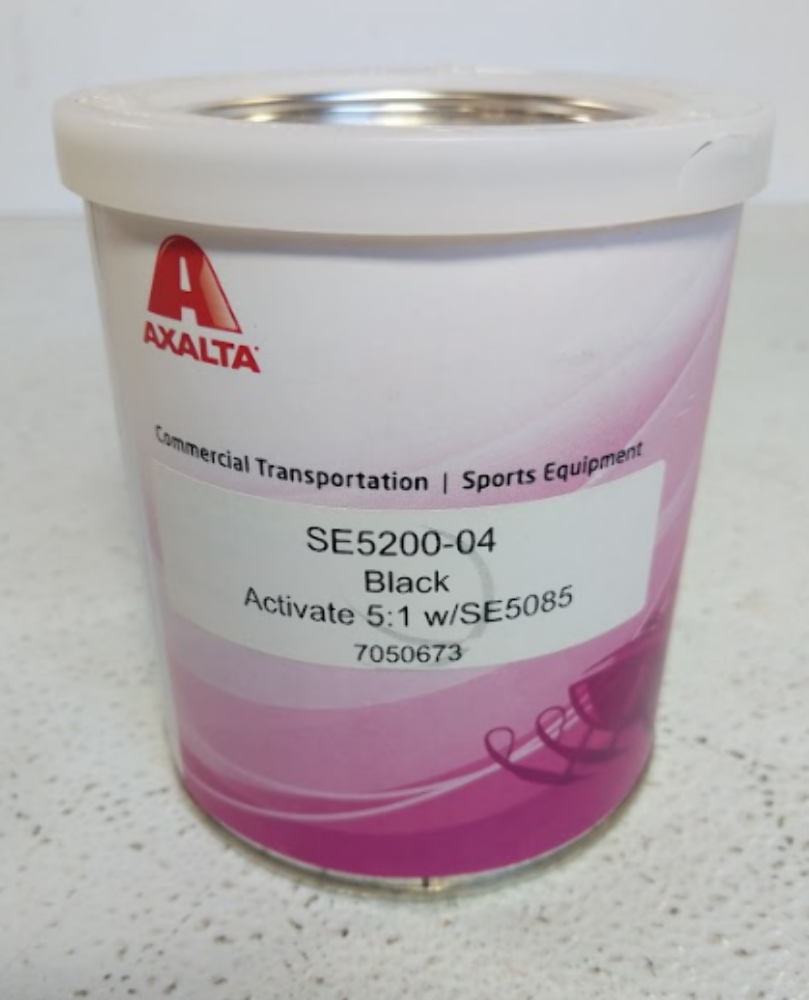 AXALTA
Commercial Transportation | Sports Equipment
SE5200-04
Black
Activate 5:1 w/SE5085
7050673